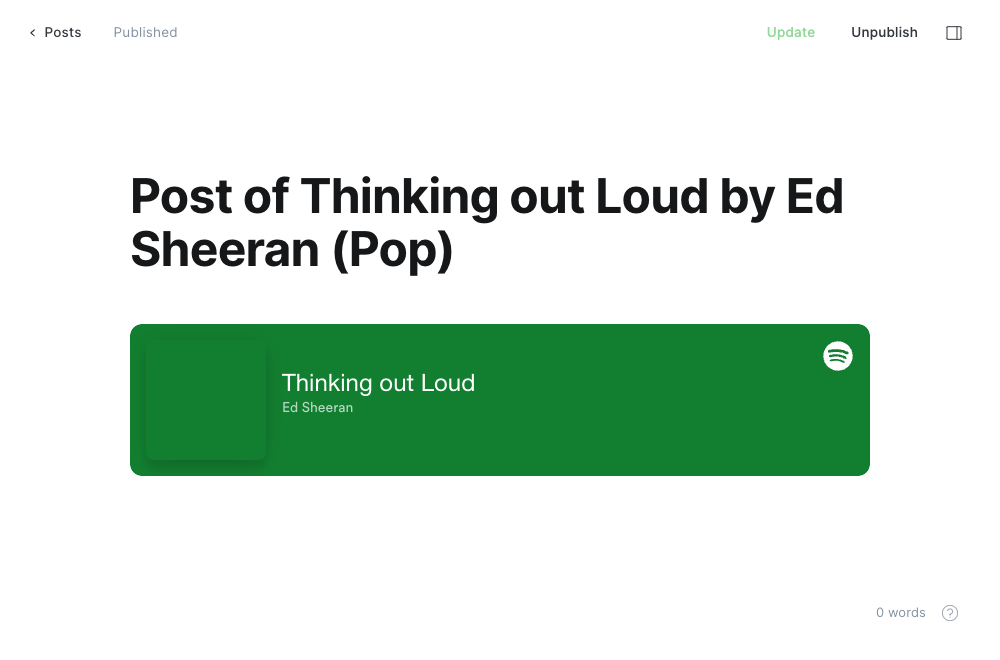 Posts
Published
Update
Unpublish
Post of Thinking out Loud by Ed
Sheeran (Pop)
Thinking out Loud
Ed Sheeran
0 words